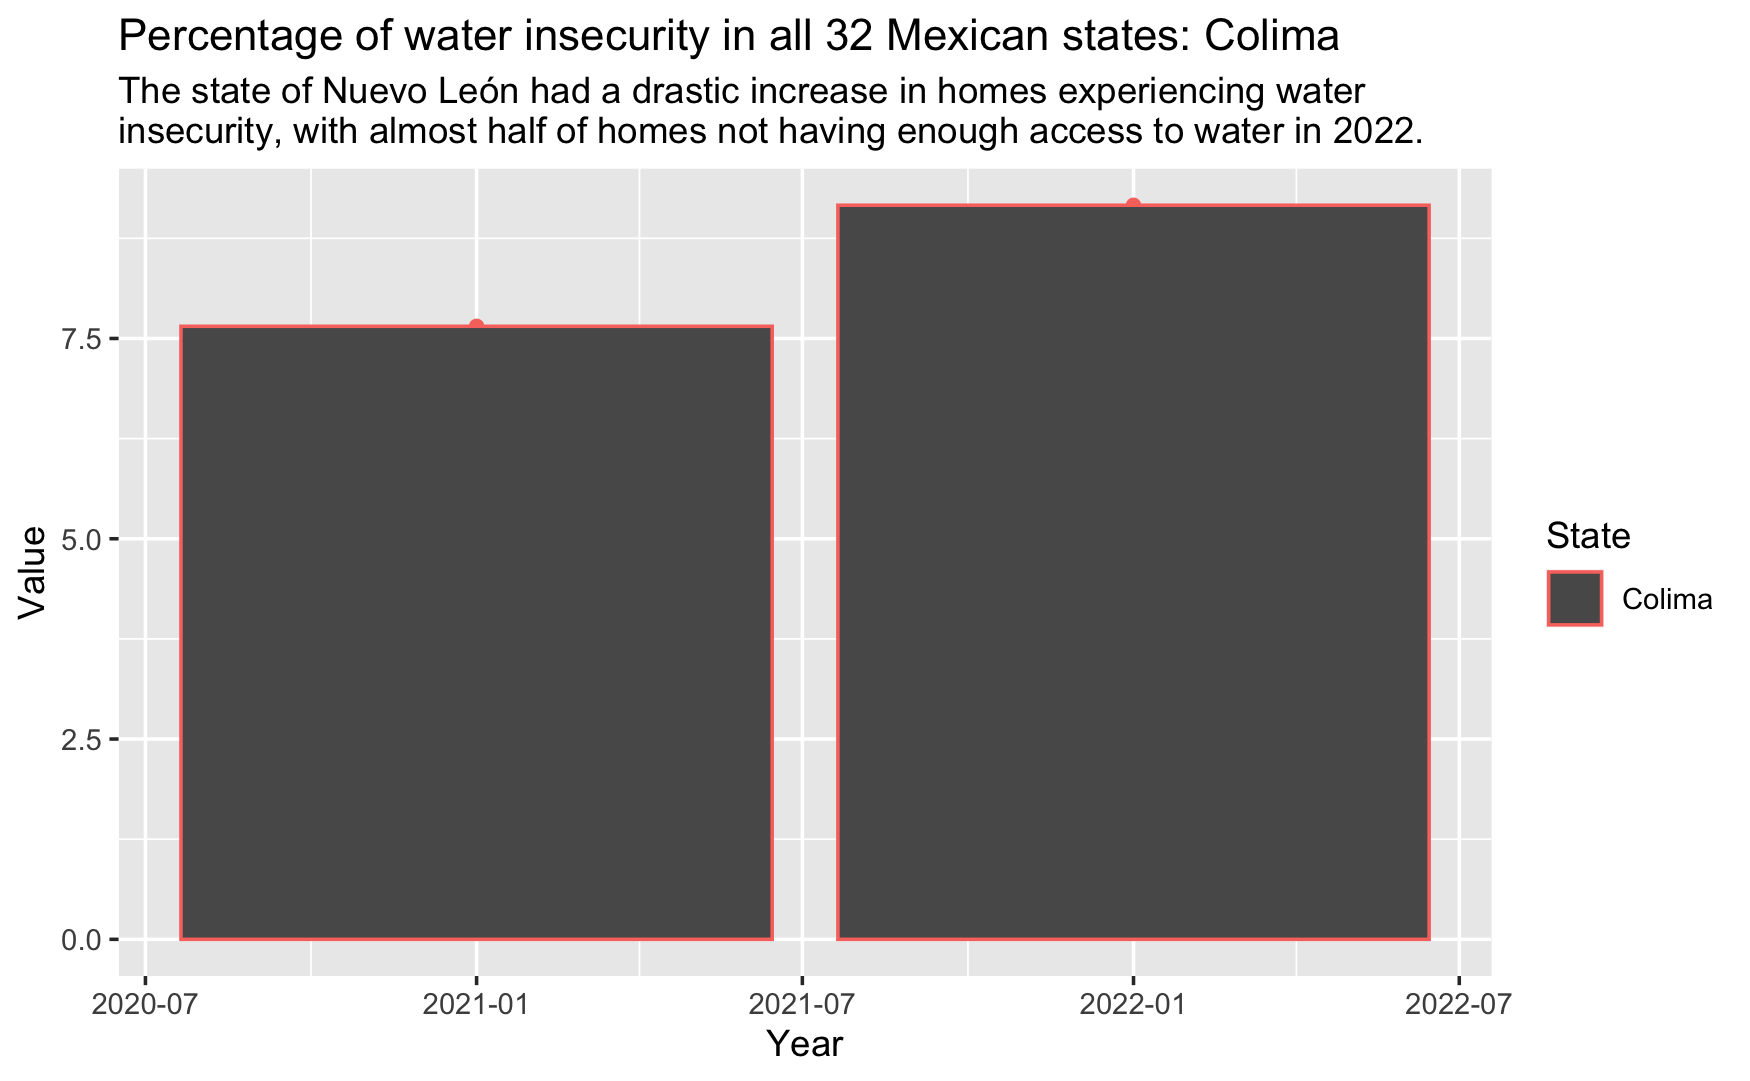 Percentage of water insecurity in all 32 Mexican states: Colima
The state of Nuevo León had a drastic increase in homes experiencing water
insecurity, with almost half of homes not having enough access to water in 2022.
Value
7.5
5.0
2.5
0.0
2020-07
2021-01
2021-07
2022-01
2022-07
Year
State
Colima